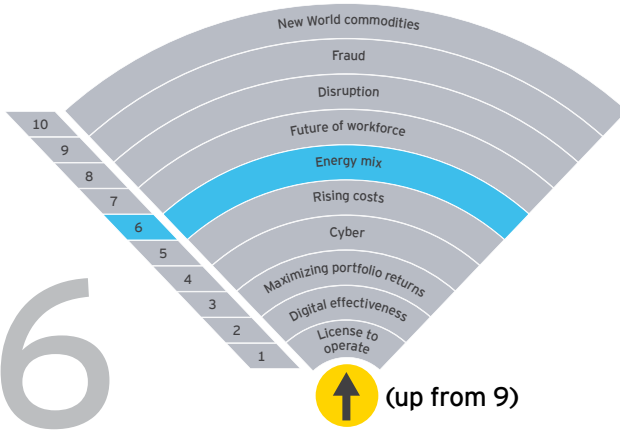 New World commodities
Fraud
Disruption
Future of workforce
Energy mix
Rising costs
Cyber
Maximizing portfolio returns
Digital effectiveness
License to
operate
10
9
8
7
6
5
4
3
2
1
6
(up from 9)